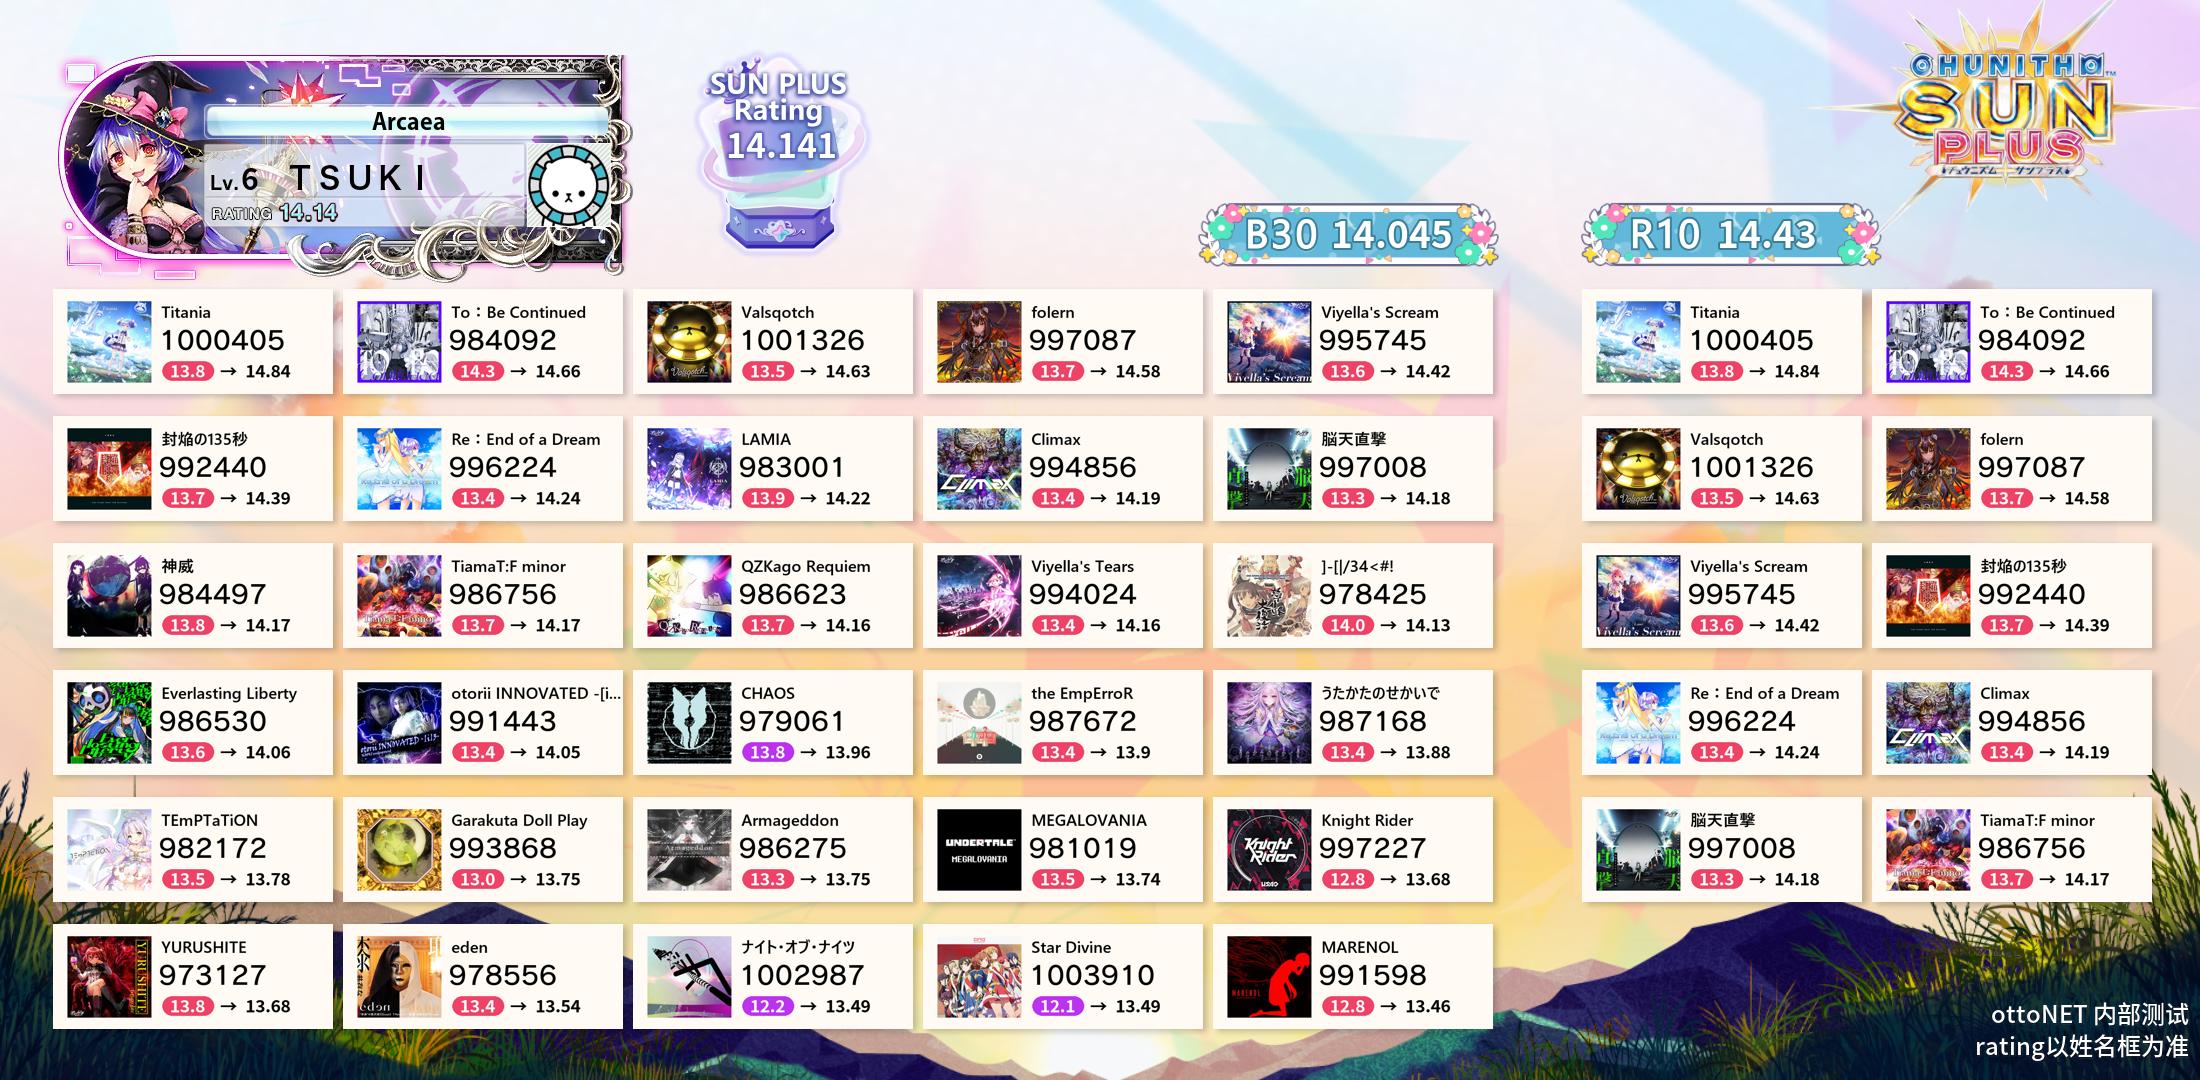 Arcaea
Lv.6 TSUKI
RATING 14.14
SUN PLUS
Rating
14.141
CHUNITHM
SUN
PLUS
チュウニズム サンプラス
B30 14.045
R10 14.43
Titania
1000405
13.8 → 14.84
To：Be Continued
984092
14.3 → 14.66
Valsqotch
1001326
13.5 → 14.63
folern
997087
13.7 → 14.58
Viyella's Scream
995745
13.6 → 14.42
封焔の135秒
992440
13.7 → 14.39
Re：End of a Dream
996224
13.4 → 14.24
LAMIA
983001
13.9 → 14.22
Climax
994856
13.4 → 14.19
脳天直撃
997008
13.3 → 14.18
神威
984497
13.8 → 14.17
TiamaT:F minor
986756
13.7 → 14.17
QZKago Requiem
986623
13.7 → 14.16
Viyella's Tears
994024
13.4 → 14.16
]-[|/34<#!
978425
14.0 → 14.13
Everlasting Liberty
986530
13.6 → 14.06
otorii INNOVATED -[i...
991443
13.4 → 14.05
CHAOS
979061
13.8 → 13.96
the EmpErroR
987672
13.4 → 13.9
うたかたのせかいで
987168
13.4 → 13.88
TEmPTaTiON
982172
13.5 → 13.78
Garakuta Doll Play
993868
13.0 → 13.75
Armageddon
986275
13.3 → 13.75
UNDERTALE
MEGALOVANIA
MEGALOVANIA
981019
13.5 → 13.74
Knight
Rider
Knight Rider
997227
12.8 → 13.68
YURUSHITE
973127
13.8 → 13.68
eden
978556
13.4 → 13.54
ナイト・オブ・ナイツ
1002987
12.2 → 13.49
Star Divine
1003910
12.1 → 13.49
MARENOL
991598
12.8 → 13.46
Titania
1000405
13.8 → 14.84
To：Be Continued
984092
14.3 → 14.66
Valsqotch
1001326
13.5 → 14.63
folern
997087
13.7 → 14.58
Viyella's Scream
995745
13.6 → 14.42
封焔の135秒
992440
13.7 → 14.39
Re：End of a Dream
996224
13.4 → 14.24
Climax
994856
13.4 → 14.19
脳天直撃
997008
13.3 → 14.18
TiamaT:F minor
986756
13.7 → 14.17
ottoNET 内部测试
rating以姓名框为准